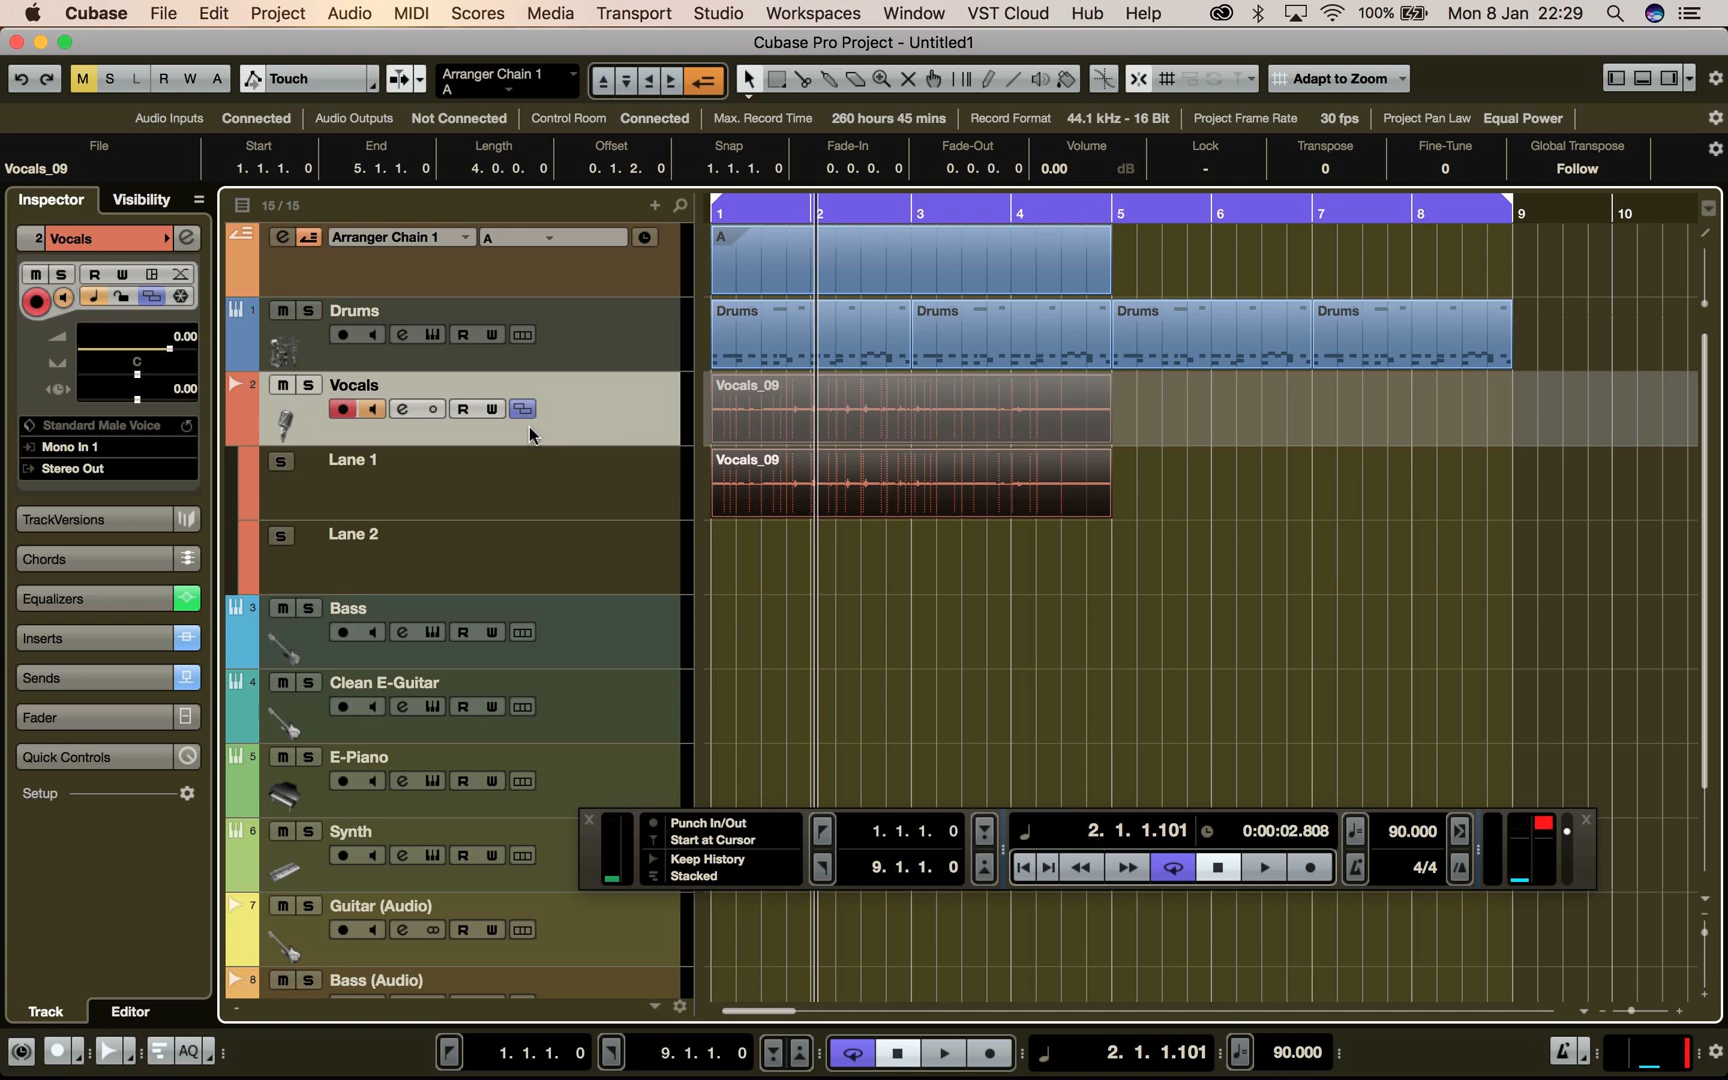 Cubase File Edit Project Audio MIDI Scores Media Transport Studio Workspaces Window VST Cloud Hub Help 100% Mon 8 Jan 22:29
Cubase Pro Project - Untitled1
M S L R W A Touch Arranger Chain 1 Adapt to Zoom
A
Audio Inputs Connected Audio Outputs Not Connected Control Room Connected Max. Record Time 260 hours 45 mins Record Format 44.1 kHz - 16 Bit Project Frame Rate 30 fps Project Pan Law Equal Power
File Start End Length Offset Snap Fade-In Fade-Out Volume Lock Transpose Fine-Tune Global Transpose
Vocals_09 1. 1. 1. 0 5. 1. 1. 0 4. 0. 0. 0 0. 1. 2. 0 1. 1. 1. 0 0. 0. 0. 0 0. 0. 0. 0 0.00 dB - 0 0 Follow
Inspector Visibility
15 / 15
1 2 3 4 5 6 7 8 9 10
2 Vocals e
m S R W
0.00
C
0.00
Standard Male Voice
Mono In 1
Stereo Out
TrackVersions
Chords
Equalizers
Inserts
Sends
Fader
Quick Controls
Setup
Track Editor
e Arranger Chain 1 A
A
1 m S Drums
e R W
Drums Drums Drums Drums
2 m S Vocals
e R W
Vocals_09
S Lane 1
Vocals_09
S Lane 2
3 m S Bass
e R W
4 m S Clean E-Guitar
e R W
5 m S E-Piano
e R W
6 m S Synth
e R W
7 m S Guitar (Audio)
e R W
8 m S Bass (Audio)
Punch In/Out
Start at Cursor
Keep History
Stacked
1. 1. 1. 0
9. 1. 1. 0
2. 1. 1.101 0:00:02.808 90.000
4/4
AQ 1. 1. 1. 0 9. 1. 1. 0 2. 1. 1.101 90.000